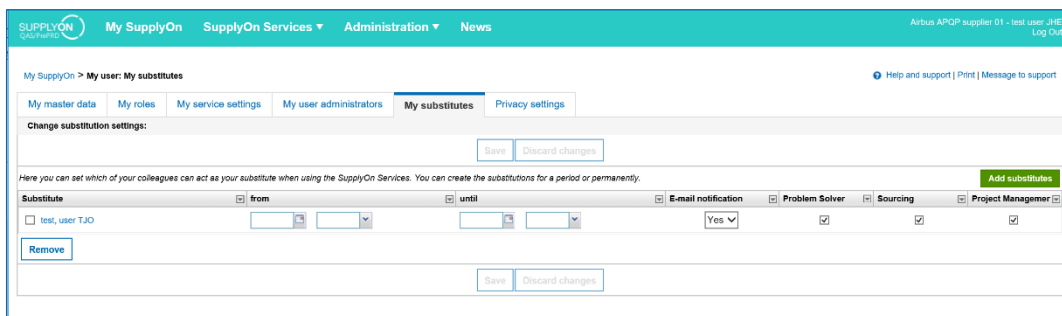 SUPPLYON
QAS/PrePRD
My SupplyOn SupplyOn Services Administration News
Airbus APQP supplier 01 - test user JHE
Log Out
My SupplyOn > My user: My substitutes
Help and support | Print | Message to support
My master data My roles My service settings My user administrators My substitutes Privacy settings
Change substitution settings:
Save Discard changes
Here you can set which of your colleagues can act as your substitute when using the SupplyOn Services. You can create the substitutions for a period or permanently.
Add substitutes
Substitute from until E-mail notification Problem Solver Sourcing Project Managemer
test, user TJO Yes
Remove
Save Discard changes